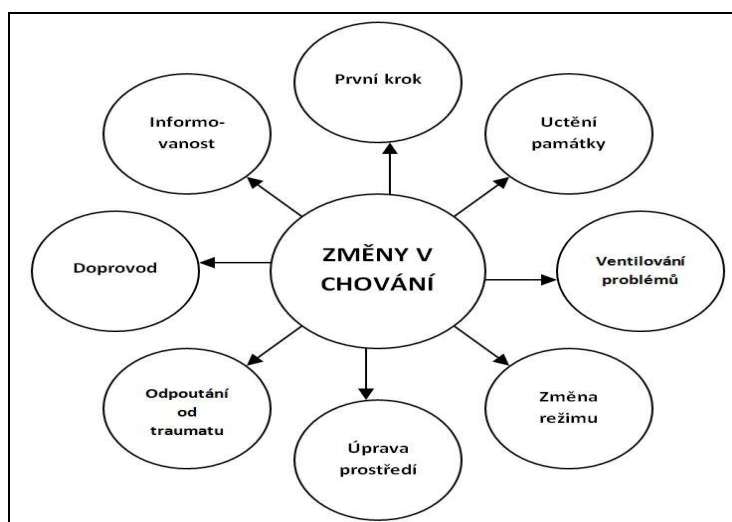 První krok
Uctění
památky
Ventilování
problémů
Změna
režimu
Úprava
prostředí
Odpoutání
od
traumatu
Doprovod
Informo-
vanost
ZMĚNY V
CHOVÁNÍ